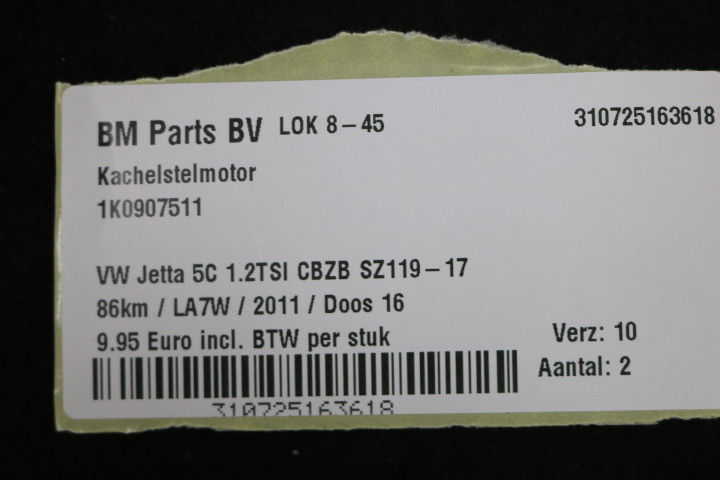 BM Parts BV LOK 8-45 310725163618
Kachelstelmotor
1K0907511
VW Jetta 5C 1.2TSI CBZB SZ119-17
86km / LA7W / 2011 / Doos 16
9.95 Euro incl. BTW per stuk Verz: 10
Aantal: 2
310725163618